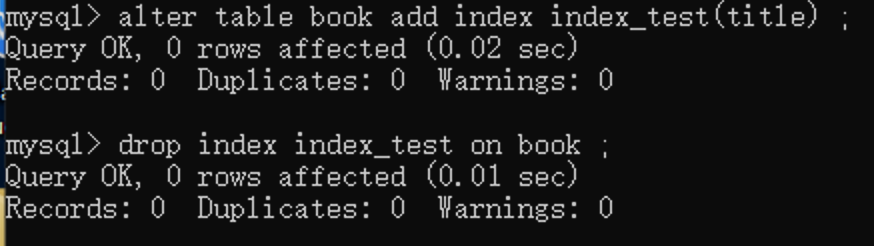 mysql> alter table book add index index_test(title) ;
Query OK, 0 rows affected (0.02 sec)
Records: 0  Duplicates: 0  Warnings: 0
mysql> drop index index_test on book ;
Query OK, 0 rows affected (0.01 sec)
Records: 0  Duplicates: 0  Warnings: 0